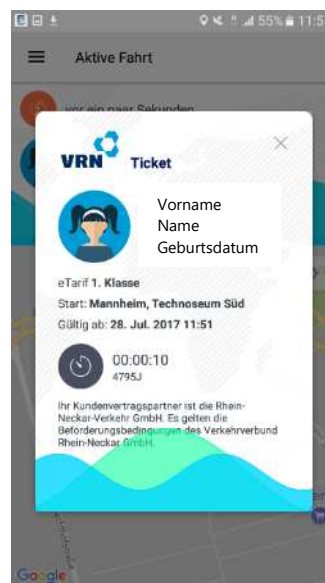 55% 11:5
Aktive Fahrt
vor ein paar Sekunden
VRN Ticket
Vorname
Name
Geburtsdatum
eTarif 1. Klasse
Start: Mannheim, Technoseum Süd
Gültig ab: 28. Jul. 2017 11:51
00:00:10
4795J
Ihr Kundenvertragspartner ist die Rhein-
Neckar-Verkehr GmbH. Es gelten die
Beförderungsbedingungen des Verkehrverbund
Rhein-Neckar GmbH.
Google